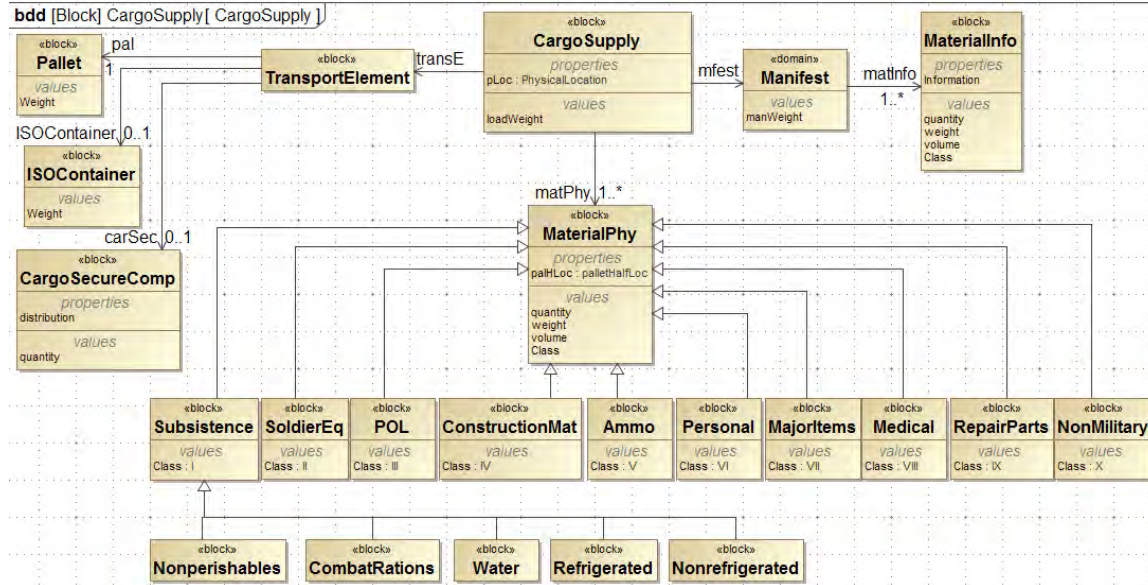 bdd [Block] CargoSupply[ CargoSupply ]
«block»
Pallet
values
Weight
pal
1
«block»
TransportElement
transE
«block»
CargoSupply
properties
pLoc : PhysicalLocation
values
loadWeight
mfest
«domain»
Manifest
values
manWeight
matInfo
1..*
«block»
MaterialInfo
properties
Information
values
quantity
weight
volume
Class
ISOContainer 0..1
«block»
ISOContainer
values
Weight
carSec 0..1
«block»
CargoSecureComp
properties
distribution
values
quantity
matPhy 1..*
«block»
MaterialPhy
properties
palHLoc : palletHalfLoc
values
quantity
weight
volume
Class
«block»
Subsistence
values
Class : I
«block»
SoldierEq
values
Class : II
«block»
POL
values
Class : III
«block»
ConstructionMat
values
Class : IV
«block»
Ammo
values
Class : V
«block»
Personal
values
Class : VI
«block»
MajorItems
values
Class : VII
«block»
Medical
values
Class : VIII
«block»
RepairParts
values
Class : IX
«block»
NonMilitary
values
Class : X
«block»
Nonperishables
«block»
CombatRations
«block»
Water
«block»
Refrigerated
«block»
Nonrefrigerated